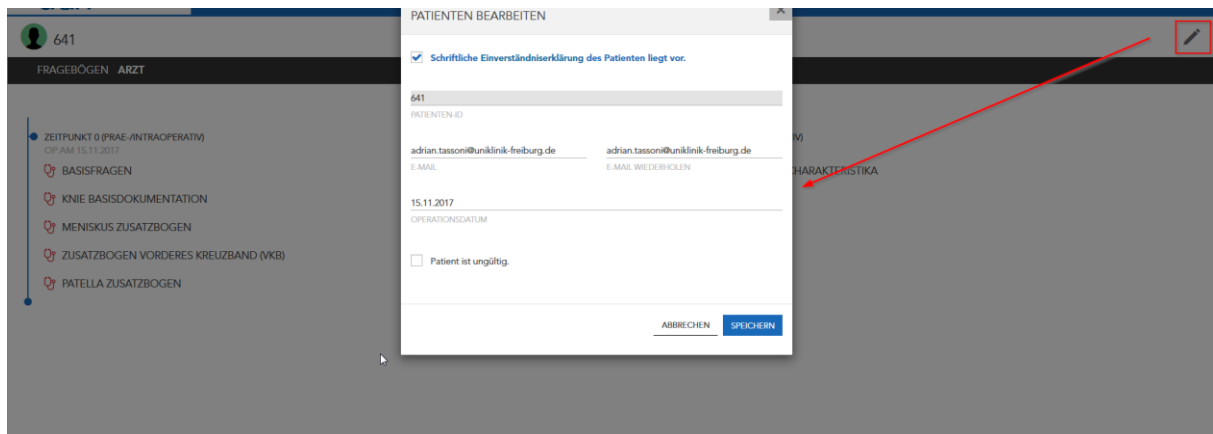 PATIENTEN BEARBEITEN
641
Schriftliche Einverständniserklärung des Patienten liegt vor.
FRAGEBÖGEN ARZT
641
PATIENTEN-ID
ZEITPUNKT 0 (PRAE-/INTRAOPERATIV)
OP AM 15.11.2017
adrian.tassoni@uniklinik-freiburg.de adrian.tassoni@uniklinik-freiburg.de
E-MAIL E-MAIL WIEDERHOLEN
BASISFRAGEN
HARAKTERISTIKA
KNIE BASISDOKUMENTATION
15.11.2017
OPERATIONSDATUM
MENISKUS ZUSATZBOGEN
ZUSATZBOGEN VORDERES KREUZBAND (VKB)
Patient ist ungültig.
PATELLA ZUSATZBOGEN
ABBRECHEN SPEICHERN